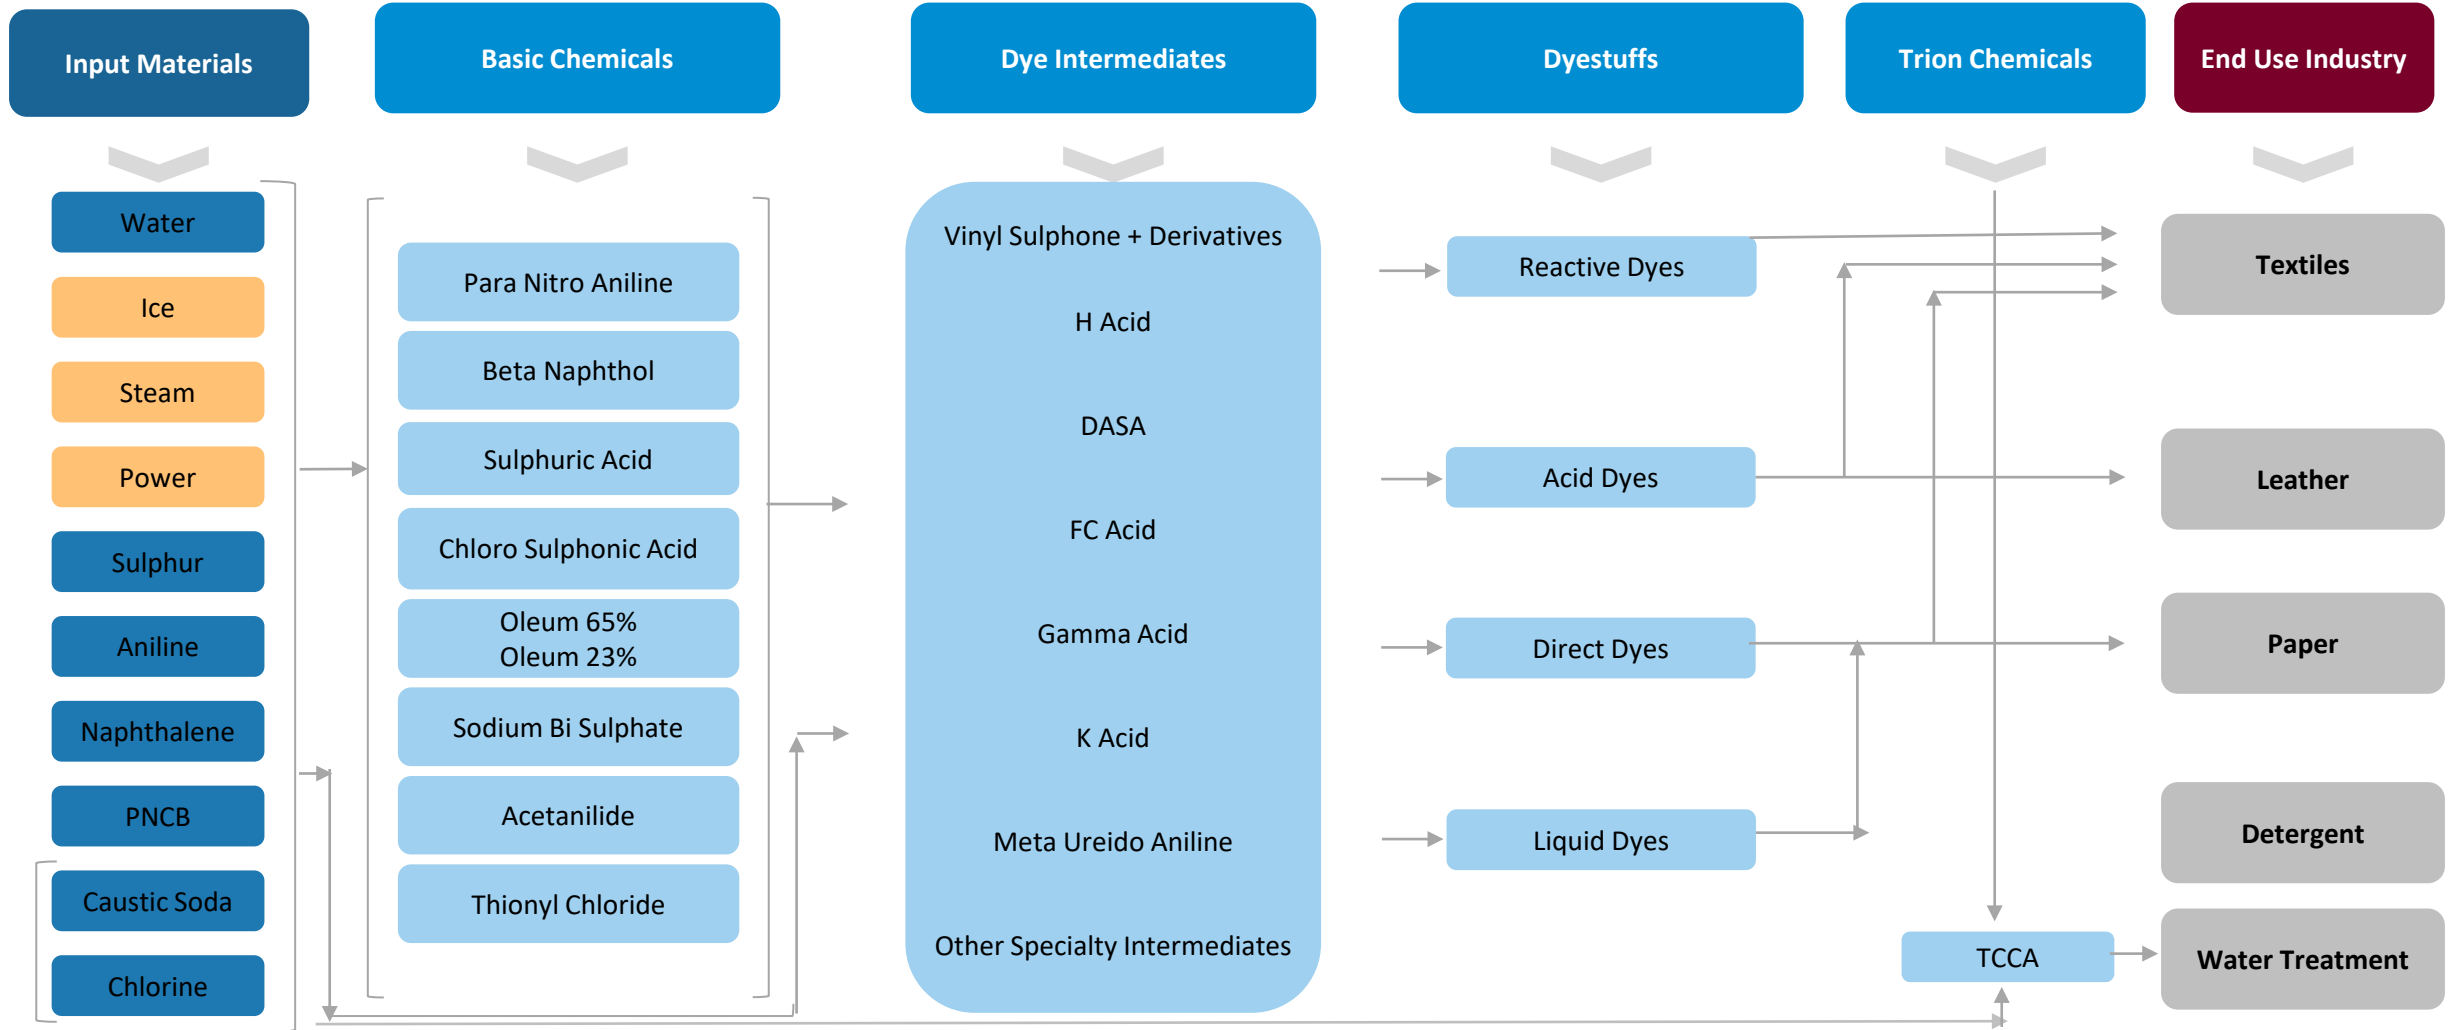 Input Materials
Basic Chemicals
Dye Intermediates
Dyestuffs
Trion Chemicals
End Use Industry
Water
Ice
Steam
Power
Sulphur
Aniline
Naphthalene
PNCB
Caustic Soda
Chlorine
Para Nitro Aniline
Beta Naphthol
Sulphuric Acid
Chloro Sulphonic Acid
Oleum 65%
Oleum 23%
Sodium Bi Sulphate
Acetanilide
Thionyl Chloride
Vinyl Sulphone + Derivatives
H Acid
DASA
FC Acid
Gamma Acid
K Acid
Meta Ureido Aniline
Other Specialty Intermediates
Reactive Dyes
Acid Dyes
Direct Dyes
Liquid Dyes
TCCA
Textiles
Leather
Paper
Detergent
Water Treatment